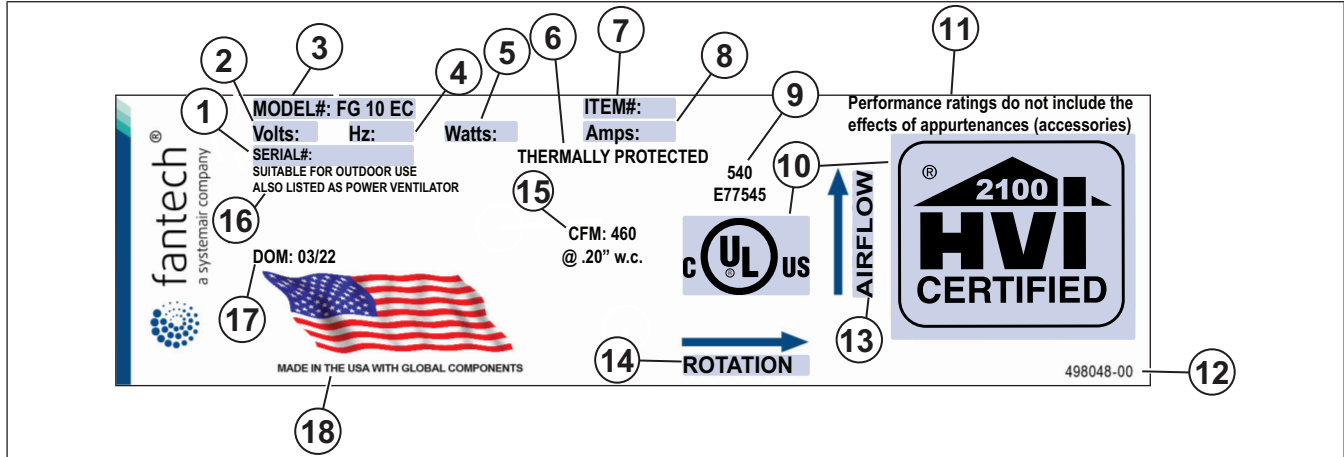 1
2
3
4
5
6
7
8
9
10
11
12
13
14
15
16
17
18
fantech®
a systemair company
MODEL#: FG 10 EC
ITEM#:
Volts: Hz: Watts: Amps:
SERIAL#:
SUITABLE FOR OUTDOOR USE
ALSO LISTED AS POWER VENTILATOR
THERMALLY PROTECTED
540
E77545
CFM: 460
@ .20” w.c.
DOM: 03/22
MADE IN THE USA WITH GLOBAL COMPONENTS
C UL® US
AIRFLOW
ROTATION
Performance ratings do not include the
effects of appurtenances (accessories)
®
2100
HVi
CERTIFIED
498048-00